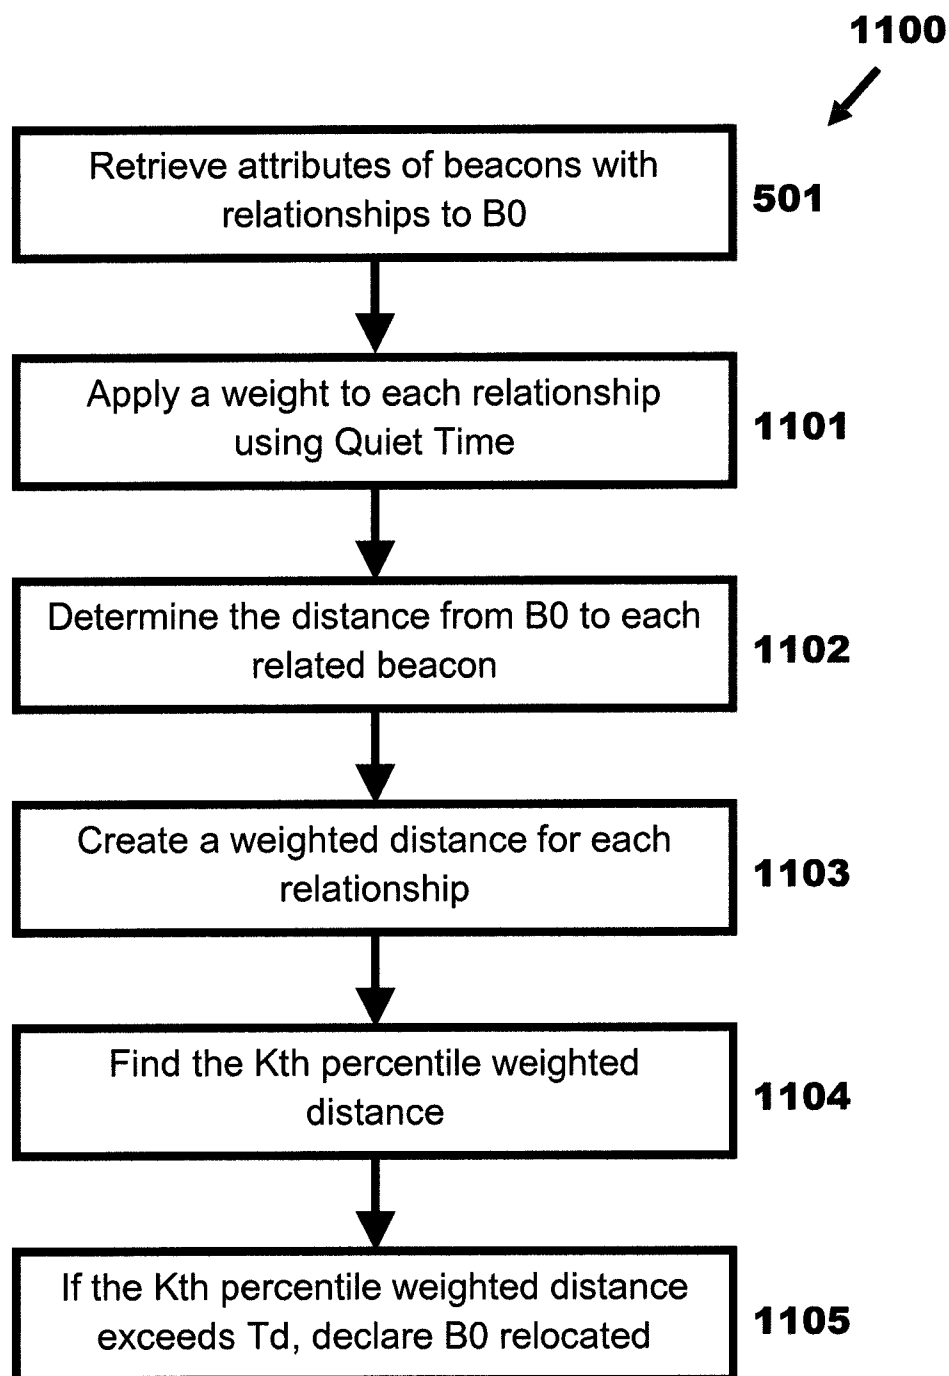 1100
Retrieve attributes of beacons with
relationships to B0
501
Apply a weight to each relationship
using Quiet Time
1101
Determine the distance from B0 to each
related beacon
1102
Create a weighted distance for each
relationship
1103
Find the Kth percentile weighted
distance
1104
If the Kth percentile weighted distance
exceeds Td, declare B0 relocated
1105